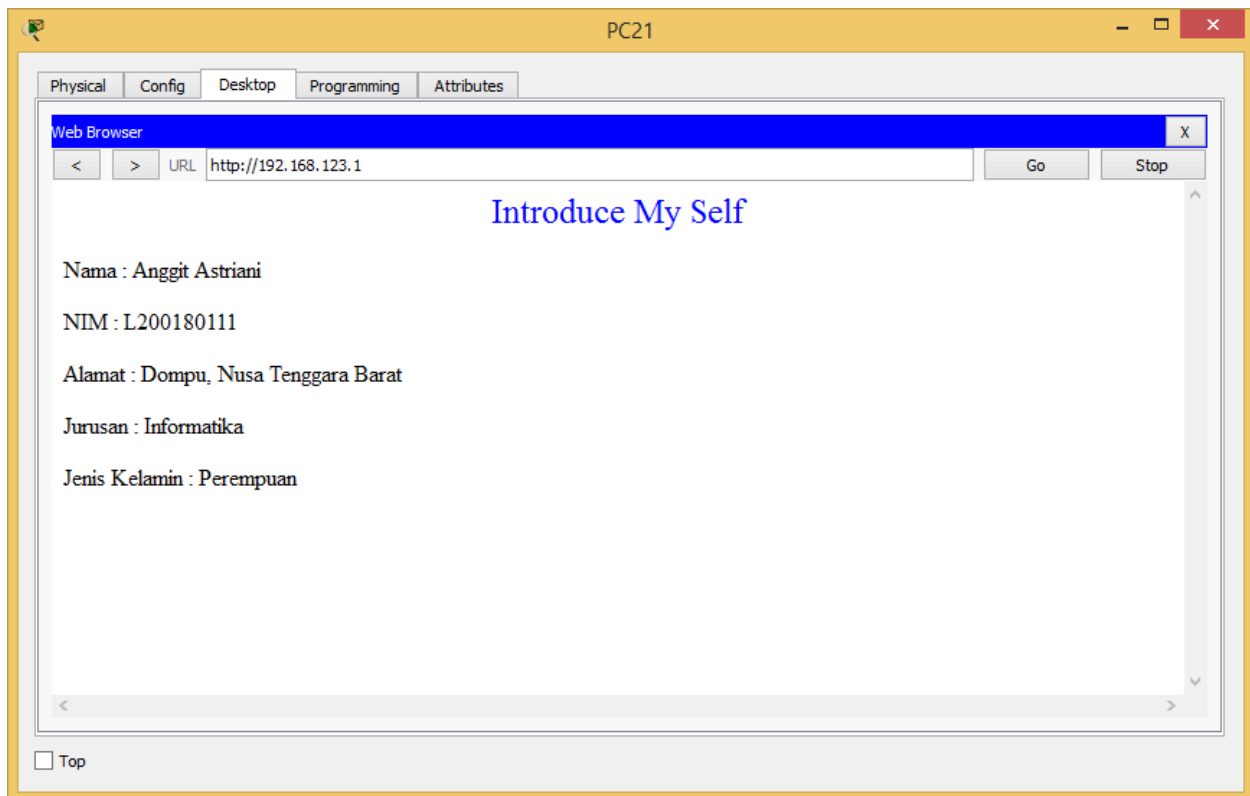 PC21
Physical Config Desktop Programming Attributes
Web Browser X
< > URL http://192.168.123.1 Go Stop
Introduce My Self
Nama : Anggit Astriani
NIM : L200180111
Alamat : Dompu, Nusa Tenggara Barat
Jurusan : Informatika
Jenis Kelamin : Perempuan
Top